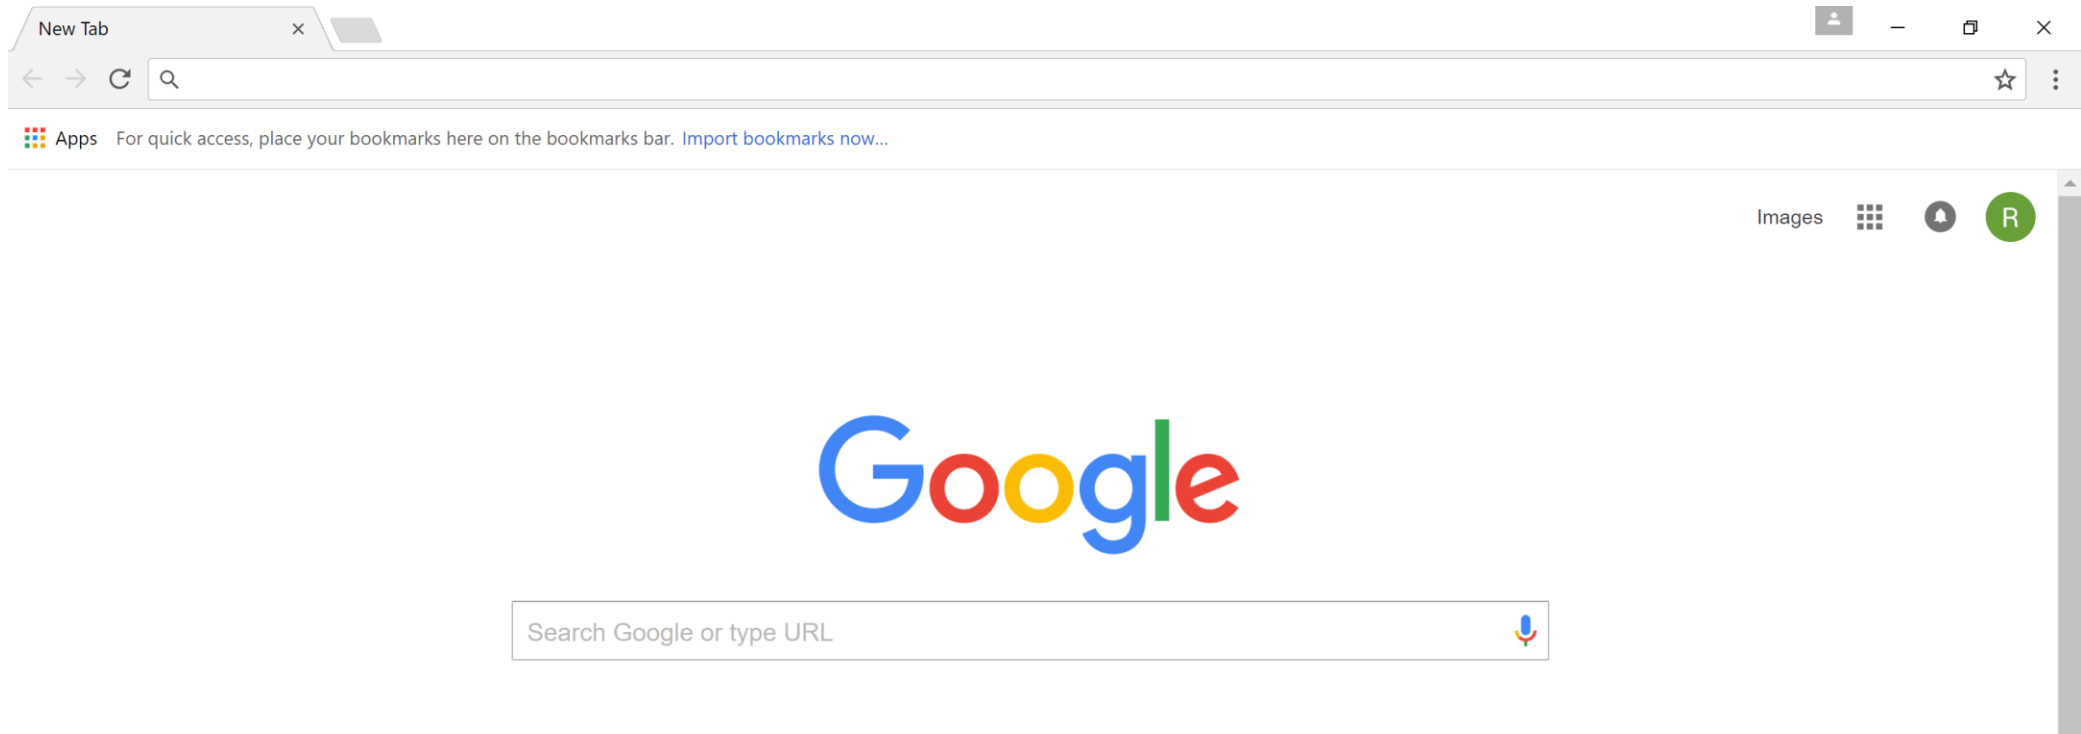 New Tab
Apps For quick access, place your bookmarks here on the bookmarks bar. Import bookmarks now...
Images R
Google
Search Google or type URL